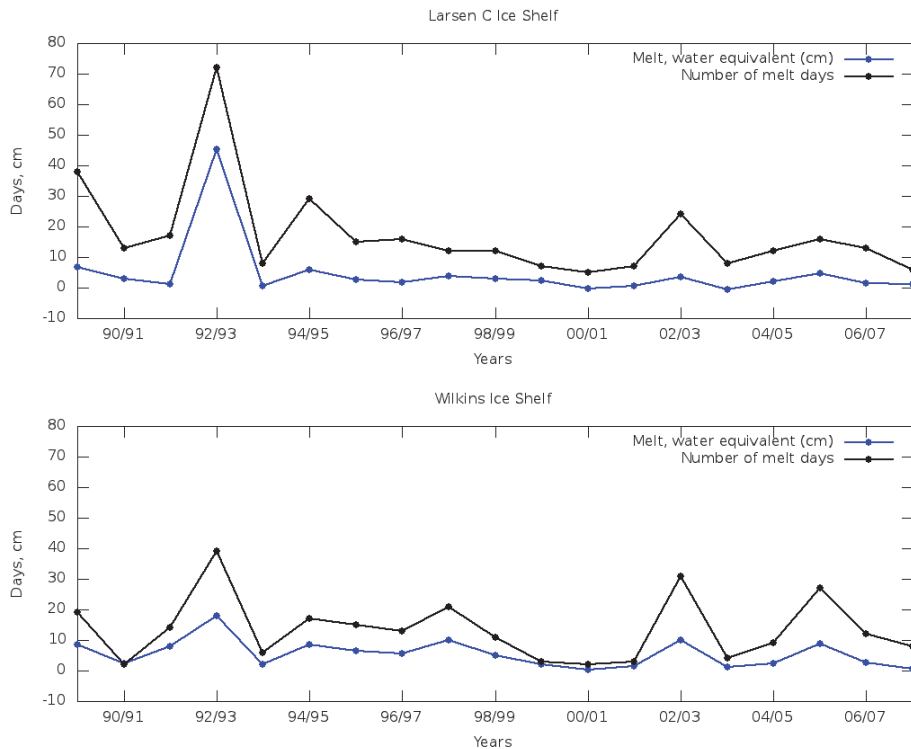 Larsen C Ice Shelf
80
70
60
50
40
30
20
10
0
-10
Days, cm
Melt, water equivalent (cm)
Number of melt days
90/91 92/93 94/95 96/97 98/99 00/01 02/03 04/05 06/07
Years
Wilkins Ice Shelf
80
70
60
50
40
30
20
10
0
-10
Days, cm
Melt, water equivalent (cm)
Number of melt days
90/91 92/93 94/95 96/97 98/99 00/01 02/03 04/05 06/07
Years